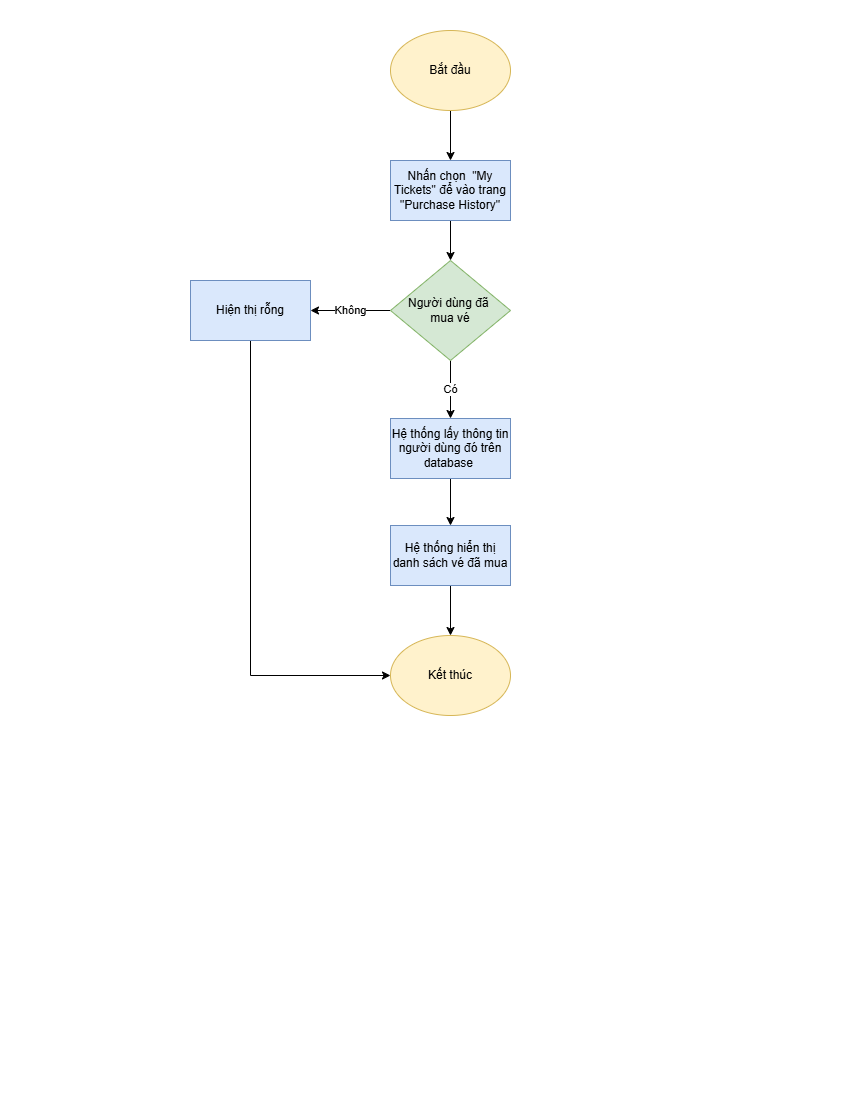 Bắt đầu
Nhấn chọn "My
Tickets" để vào trang
"Purchase History"
Người dùng đã
mua vé
Không
Hiện thị rỗng
Có
Hệ thống lấy thông tin
người dùng đó trên
database
Hệ thống hiển thị
danh sách vé đã mua
Kết thúc